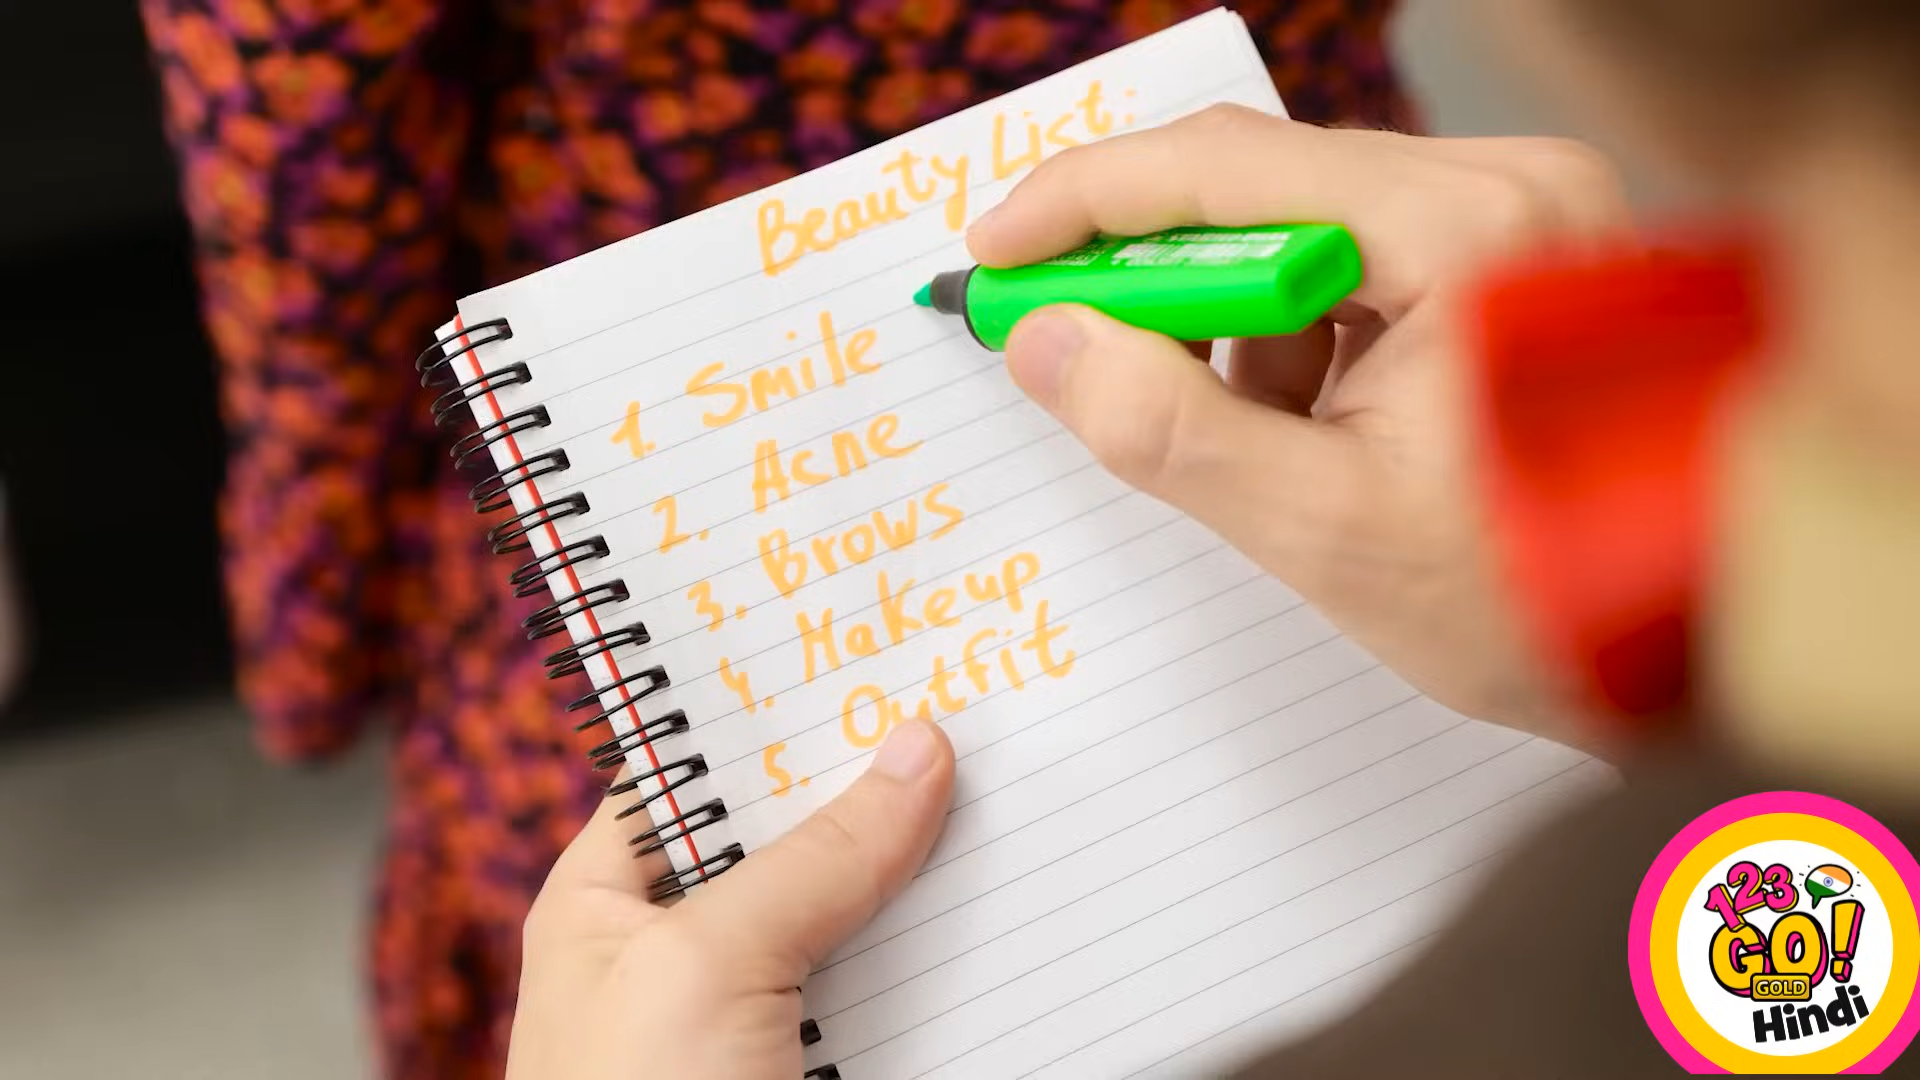 Beauty List:
1. Smile
2. Acne
3. Brows
4. Makeup
5. Outfit
123
GO!
GOLD
Hindi